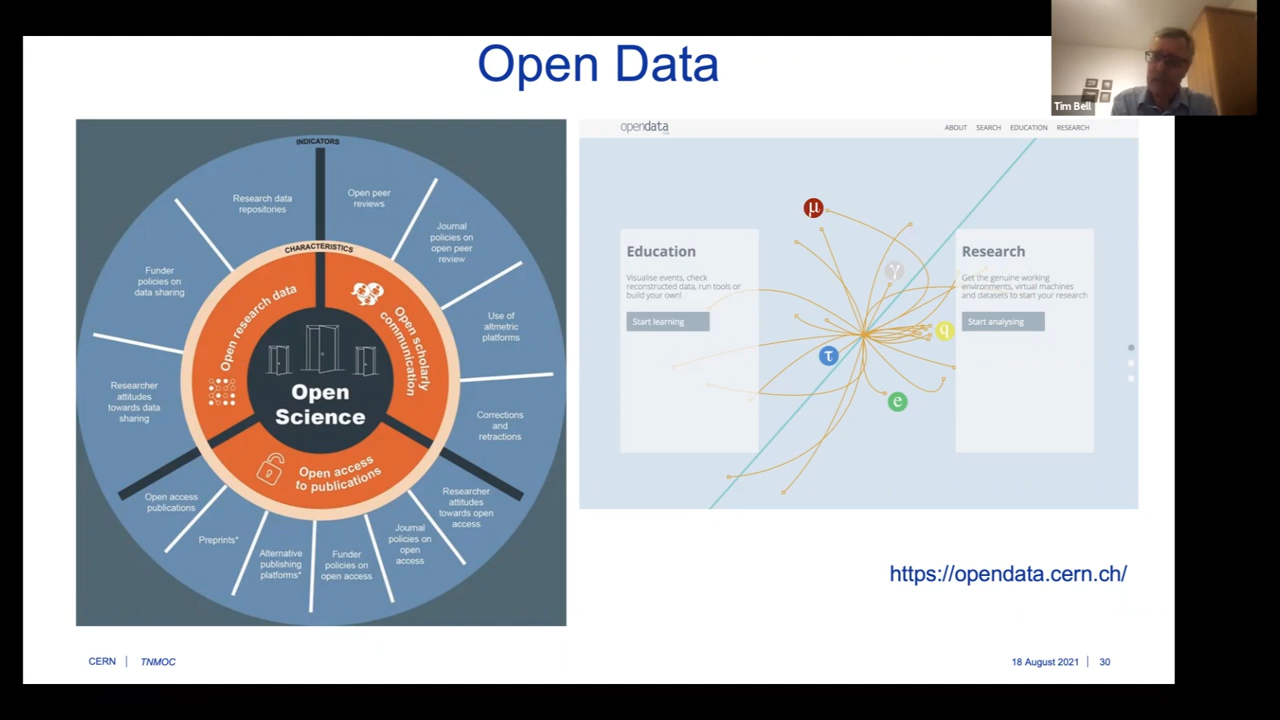 Open Data
Tim Bell
INDICATORS
CHARACTERISTICS
Research data
repositories
Open peer
reviews
Journal
policies on
open peer
review
Use of
altmetric
platforms
Corrections
and
retractions
Researcher
attitudes
towards open
access
Journal
policies on
open
access
Funder
policies on
open access
Alternative
publishing
platforms*
Preprints*
Open access
publications
Researcher
attitudes
towards data
sharing
Funder
policies on
data sharing
Open research data
Open scholarly
communication
Open access
to publications
Open
Science
opendata
ABOUT SEARCH EDUCATION RESEARCH
Education
Visualise events, check
reconstructed data, run tools or
build your own!
Start learning
μ
γ
q
τ
e
Research
Get the genuine working
environments, virtual machines
and datasets to start your research
Start analysing
https://opendata.cern.ch/
CERN | TNMOC
18 August 2021 | 30